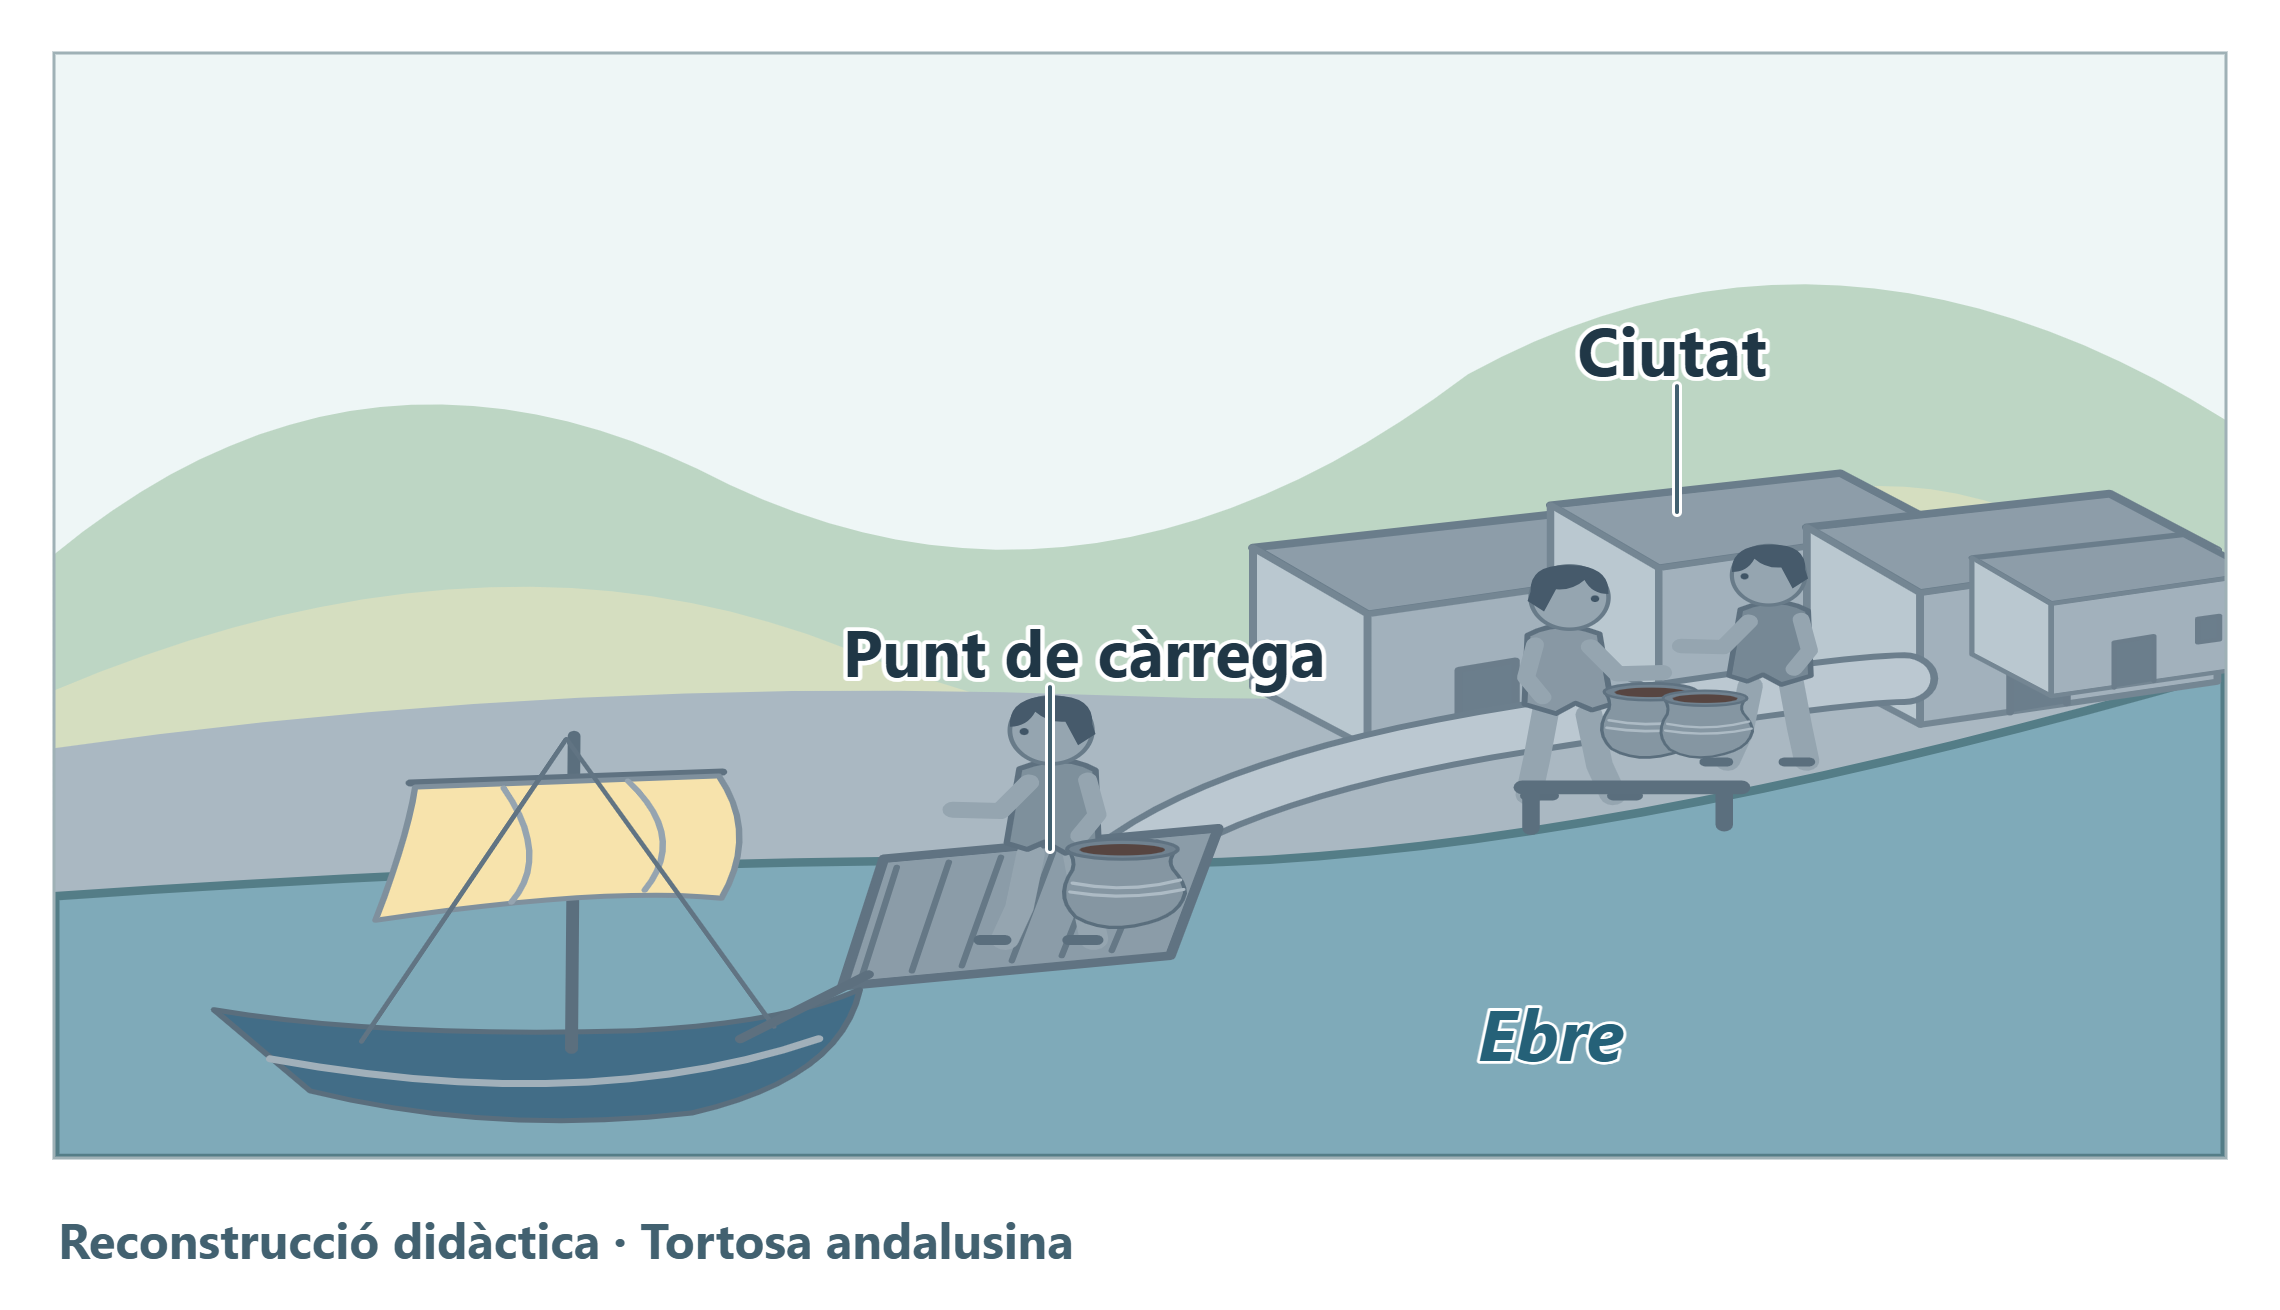 Ciutat
Punt de càrrega
Ebre
Reconstrucció didàctica · Tortosa andalusina